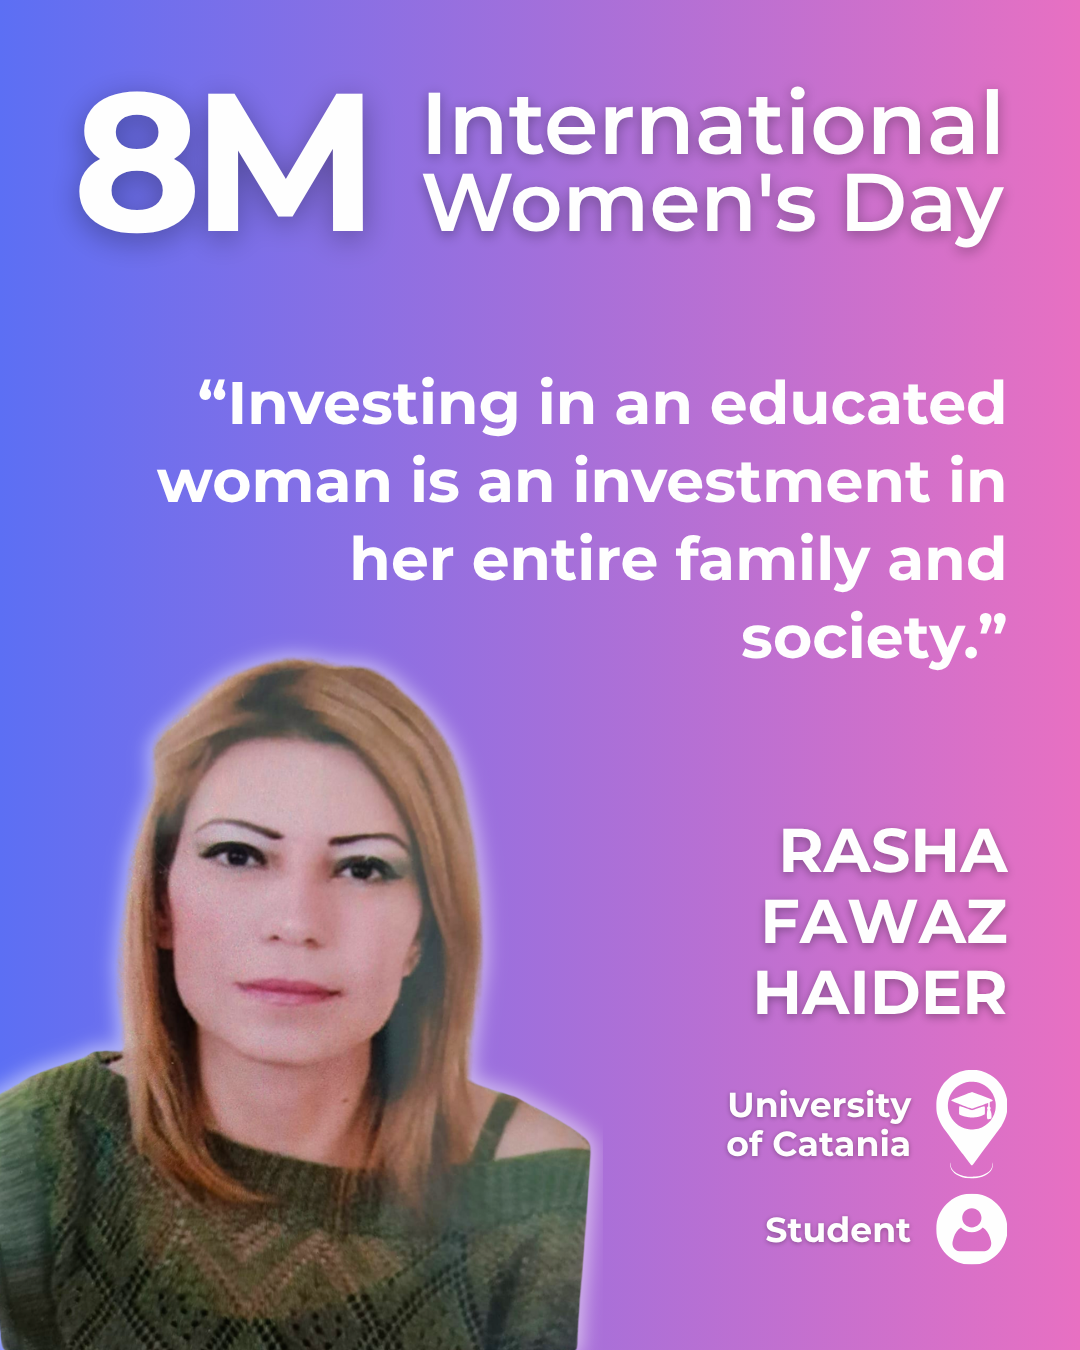 8M
International
Women's Day
“Investing in an educated
woman is an investment in
her entire family and
society.”
RASHA
FAWAZ
HAIDER
University
of Catania
Student